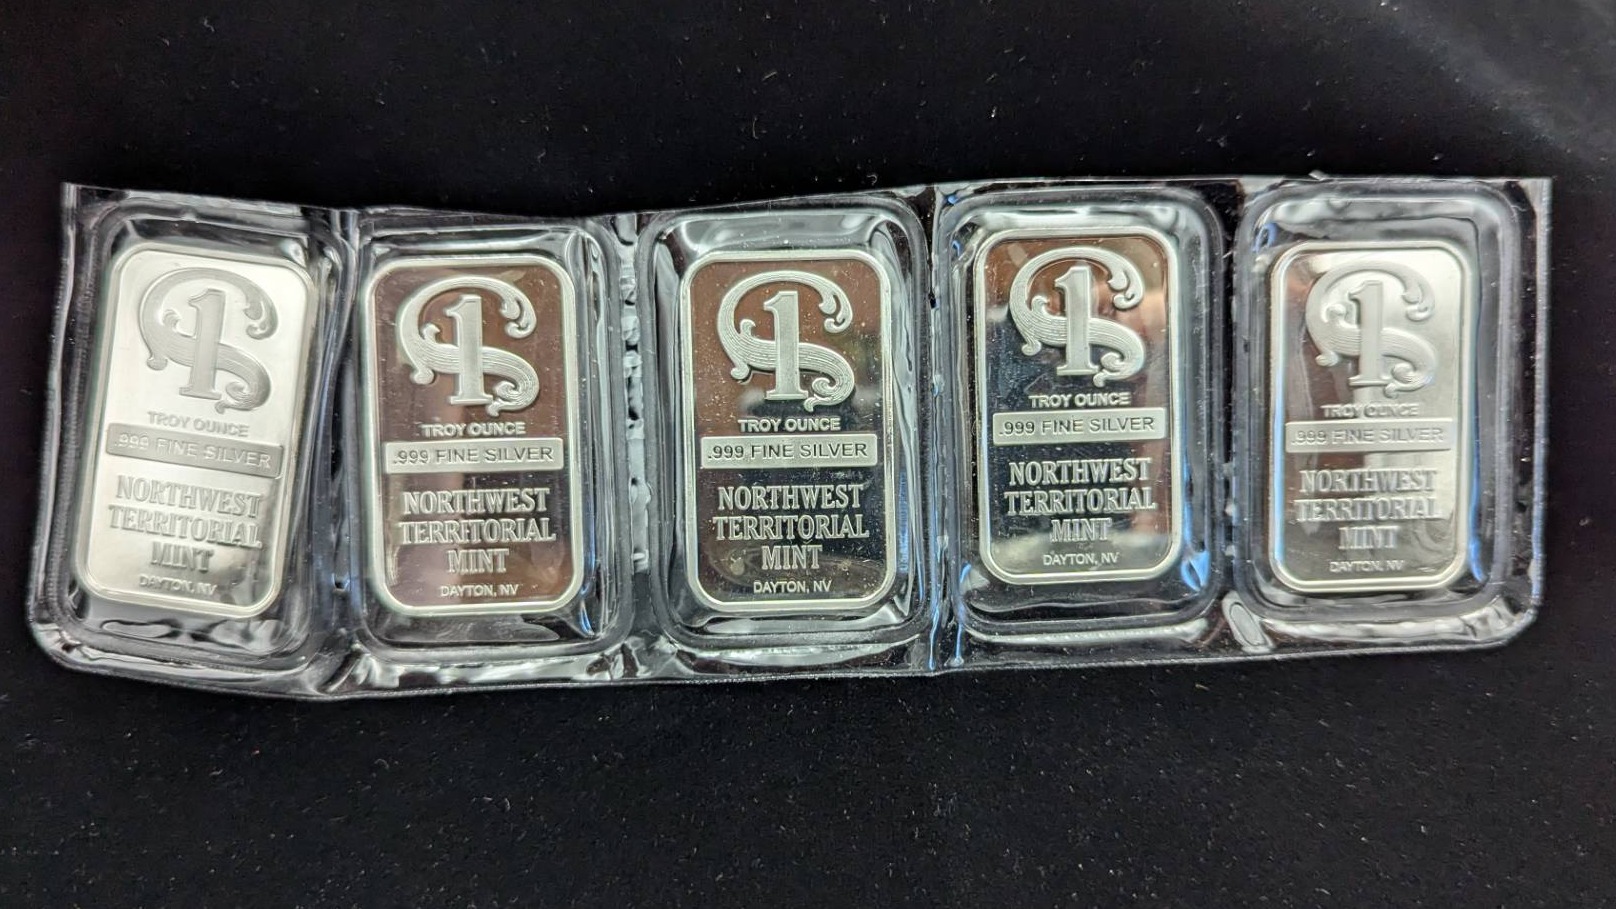 1
TROY OUNCE
.999 FINE SILVER
NORTHWEST
TERRITORIAL
MINT
DAYTON, NV
1
TROY OUNCE
.999 FINE SILVER
NORTHWEST
TERRITORIAL
MINT
DAYTON, NV
1
TROY OUNCE
.999 FINE SILVER
NORTHWEST
TERRITORIAL
MINT
DAYTON, NV
1
TROY OUNCE
.999 FINE SILVER
NORTHWEST
TERRITORIAL
MINT
DAYTON, NV
1
TROY OUNCE
.999 FINE SILVER
NORTHWEST
TERRITORIAL
MINT
DAYTON, NV